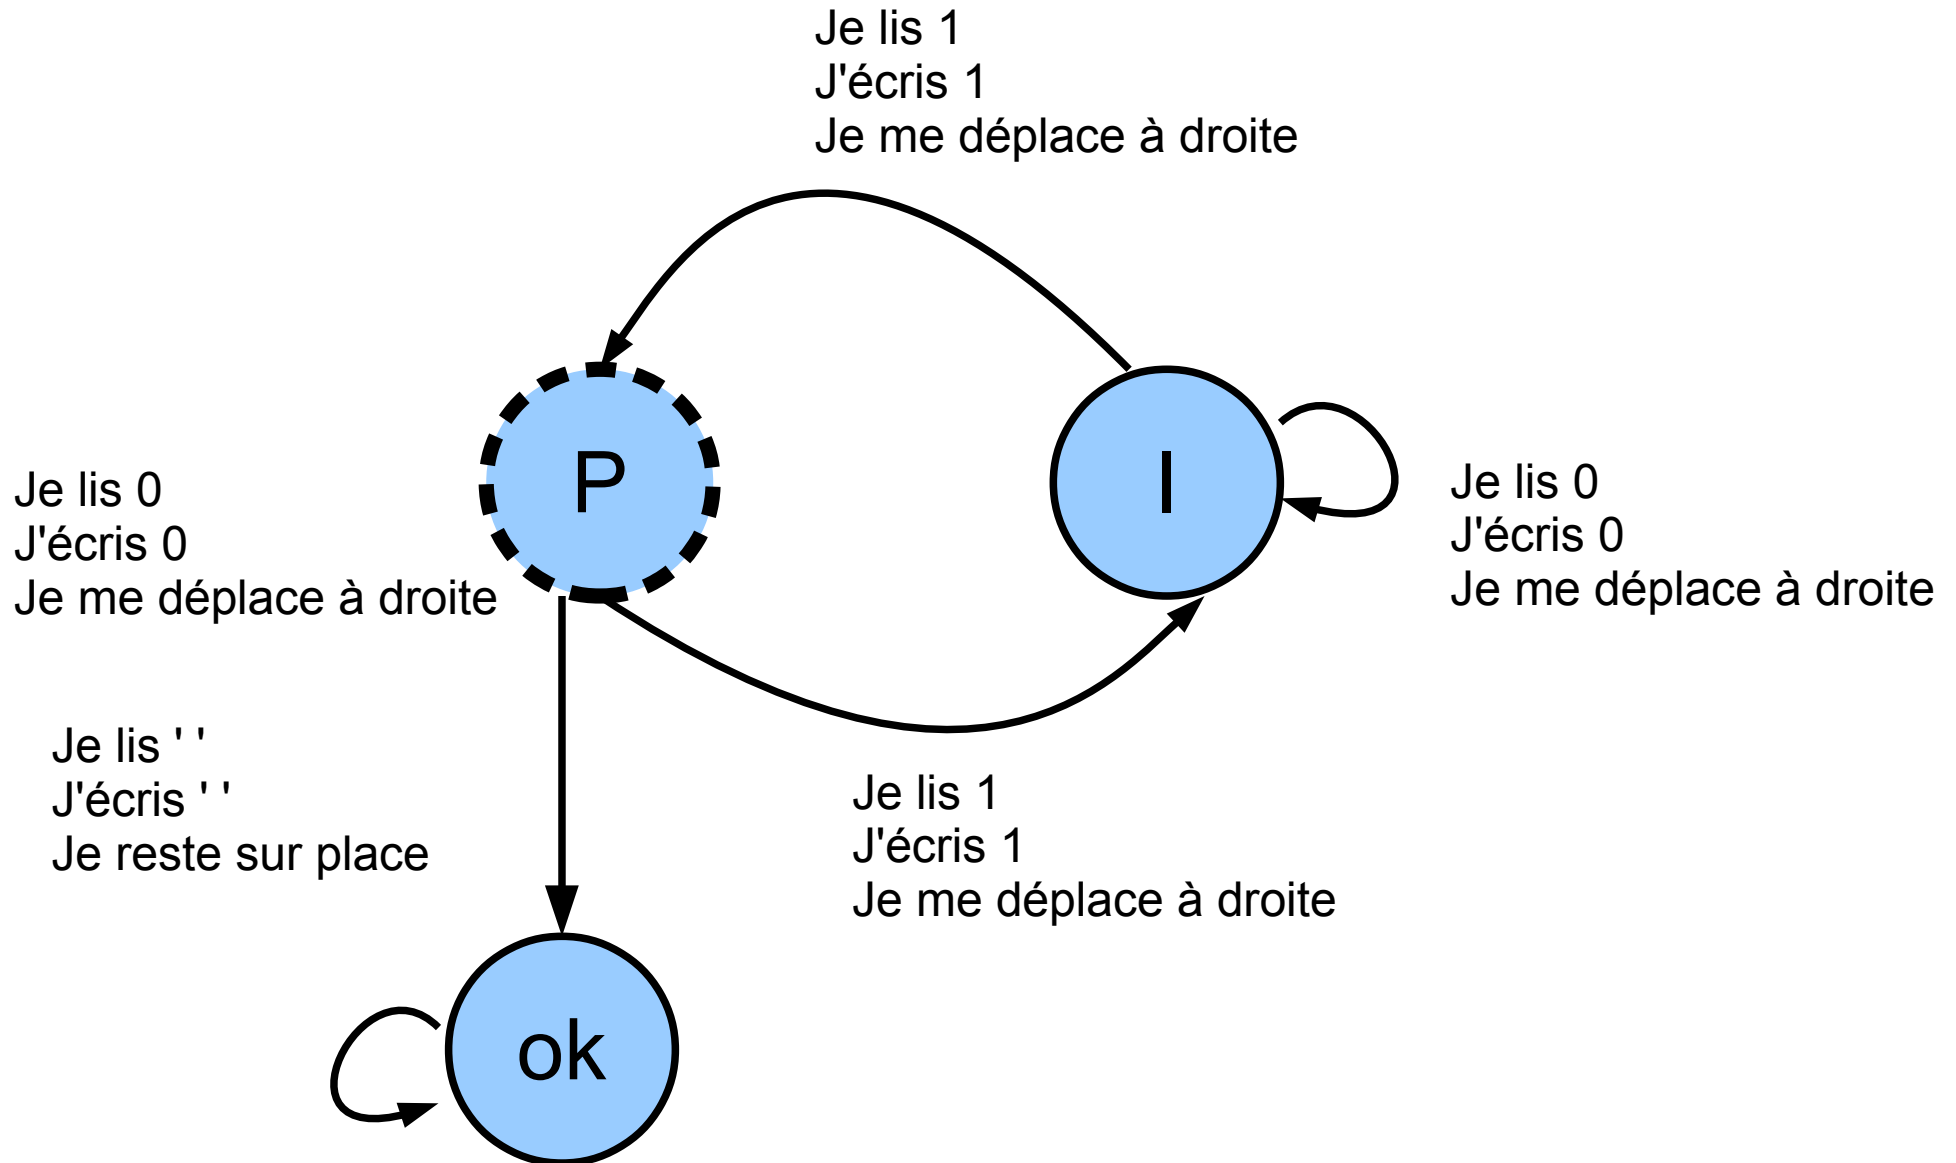 Je lis 1
J'écris 1
Je me déplace à droite
P
I
Je lis 0
J'écris 0
Je me déplace à droite
Je lis 0
J'écris 0
Je me déplace à droite
Je lis ' '
J'écris ' '
Je reste sur place
Je lis 1
J'écris 1
Je me déplace à droite
ok